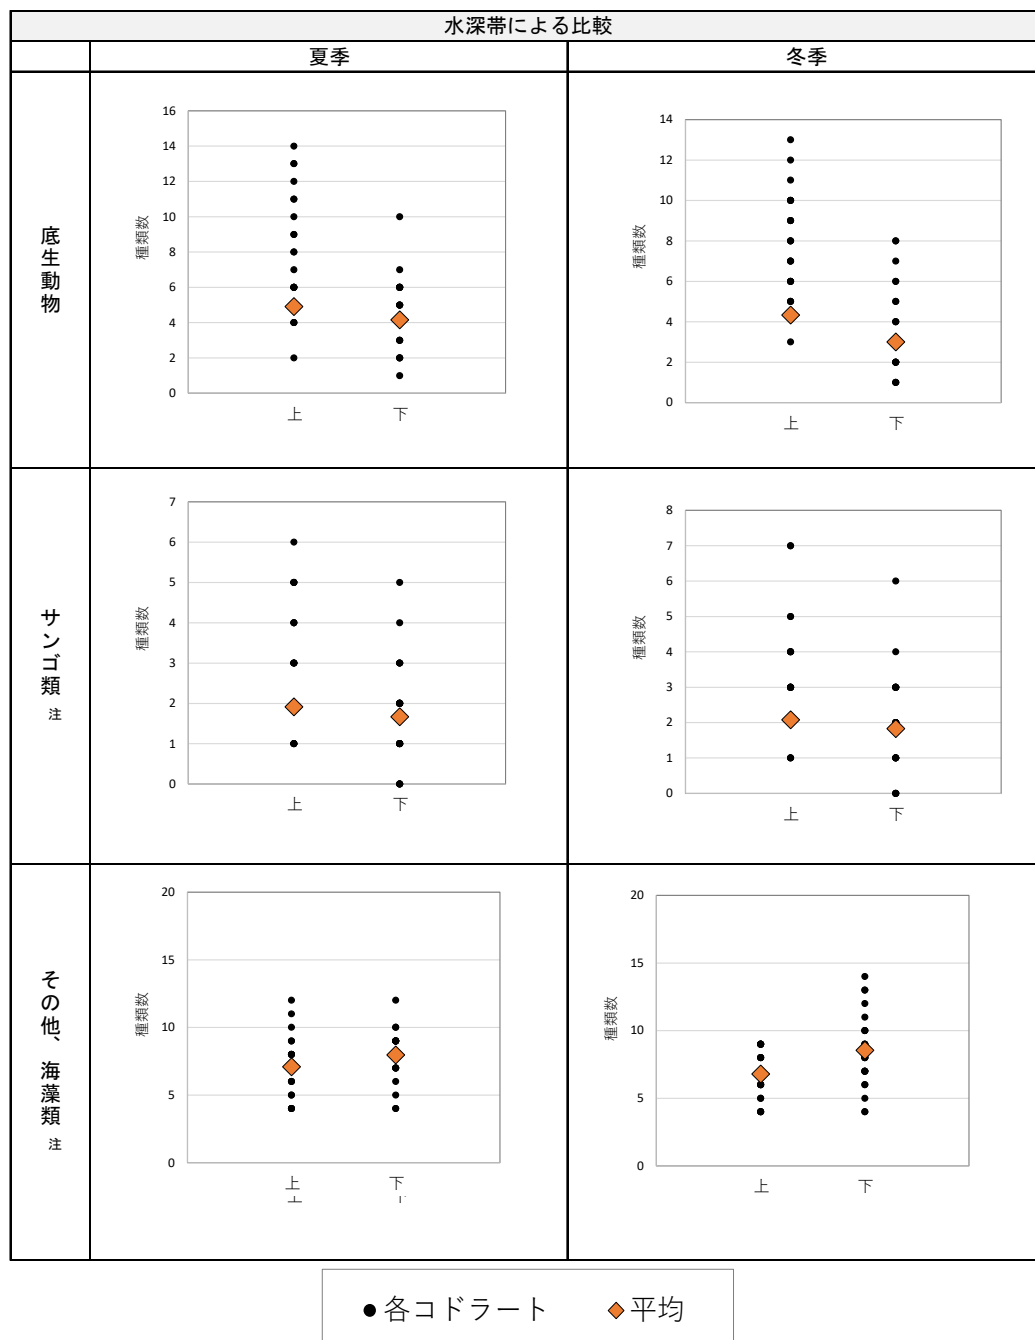 水深帯による比較
夏季
冬季
底生動物
16
14
12
10
8
6
4
2
0
種類数
上
下
14
12
10
8
6
4
2
0
種類数
上
下
サンゴ類 注
7
6
5
4
3
2
1
0
種類数
上
下
8
7
6
5
4
3
2
1
0
種類数
上
下
その他、海藻類 注
20
15
10
5
0
種類数
上
下
20
15
10
5
0
種類数
上
下
各コドラート
平均